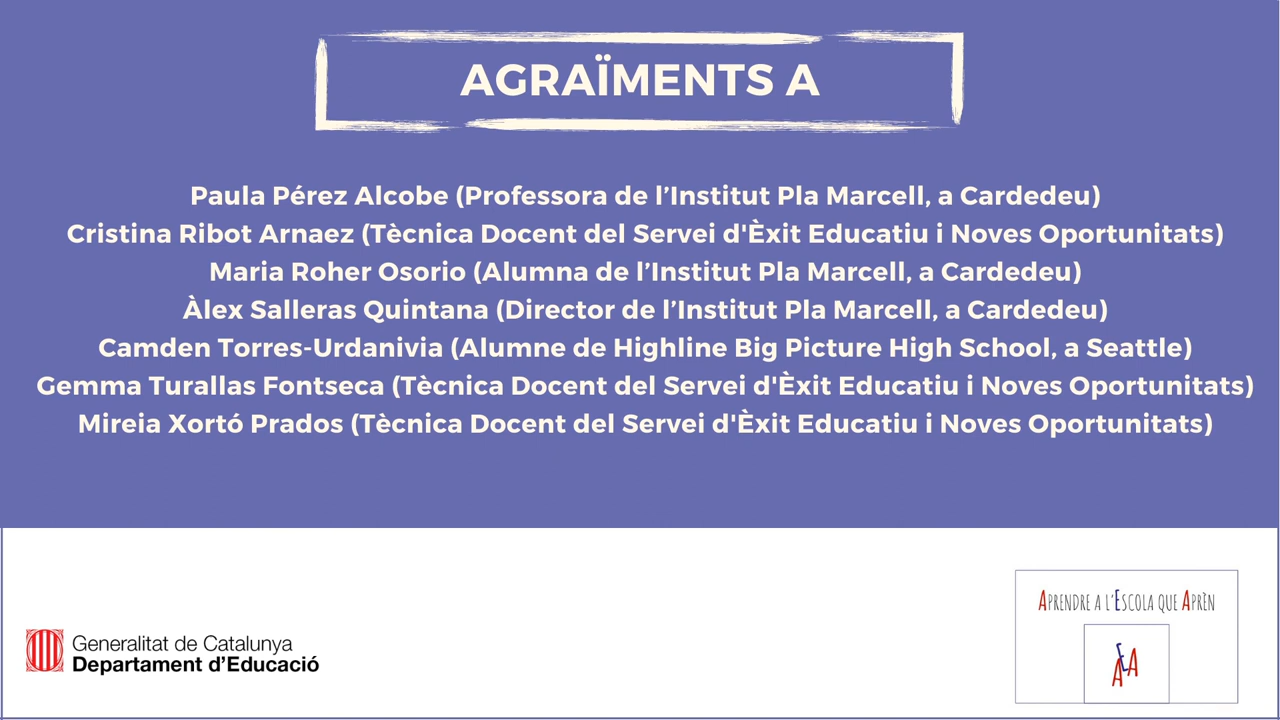 AGRAÏMENTS A
Paula Pérez Alcobe (Professora de l’Institut Pla Marcell, a Cardedeu)
Cristina Ribot Arnaez (Tècnica Docent del Servei d'Èxit Educatiu i Noves Oportunitats)
Maria Roher Osorio (Alumna de l’Institut Pla Marcell, a Cardedeu)
Àlex Salleras Quintana (Director de l’Institut Pla Marcell, a Cardedeu)
Camden Torres-Urdanivia (Alumne de Highline Big Picture High School, a Seattle)
Gemma Turallas Fontseca (Tècnica Docent del Servei d'Èxit Educatiu i Noves Oportunitats)
Mireia Xortó Prados (Tècnica Docent del Servei d'Èxit Educatiu i Noves Oportunitats)
APRENDRE A L'ESCOLA QUE APRÈN
AEA
Generalitat de Catalunya
Departament d’Educació